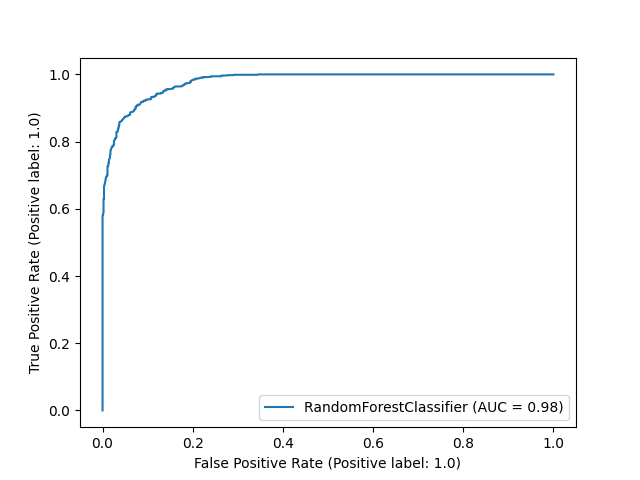 1.0
0.8
0.6
0.4
0.2
0.0
True Positive Rate (Positive label: 1.0)
RandomForestClassifier (AUC = 0.98)
0.0 0.2 0.4 0.6 0.8 1.0
False Positive Rate (Positive label: 1.0)